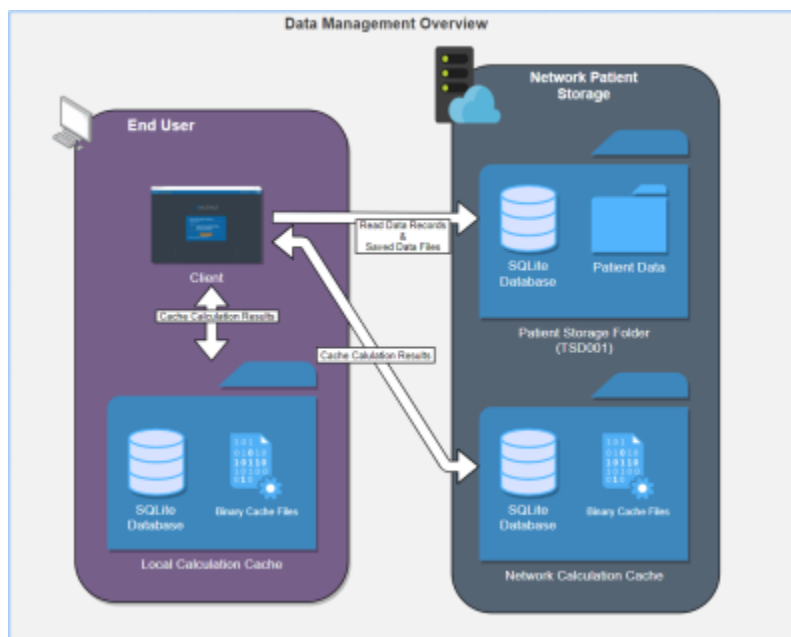 Data Management Overview
Network Patient
Storage
End User
Client
Read Data Records
&
Saved Data Files
SQLite
Database
Patient Data
Patient Storage Folder
(TSD001)
Cache Calculation Results
Cache Calulation Results
SQLite
Database
Binary Cache Files
Local Calculation Cache
SQLite
Database
Binary Cache Files
Network Calculation Cache